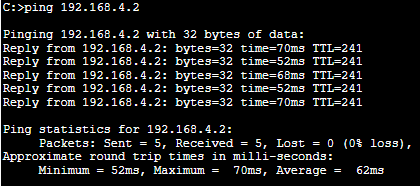 C:>ping 192.168.4.2
Pinging 192.168.4.2 with 32 bytes of data:
Reply from 192.168.4.2: bytes=32 time=70ms TTL=241
Reply from 192.168.4.2: bytes=32 time=52ms TTL=241
Reply from 192.168.4.2: bytes=32 time=68ms TTL=241
Reply from 192.168.4.2: bytes=32 time=52ms TTL=241
Reply from 192.168.4.2: bytes=32 time=70ms TTL=241
Ping statistics for 192.168.4.2:
Packets: Sent = 5, Received = 5, Lost = 0 (0% loss),
Approximate round trip times in milli-seconds:
Minimum = 52ms, Maximum =  70ms, Average =  62ms